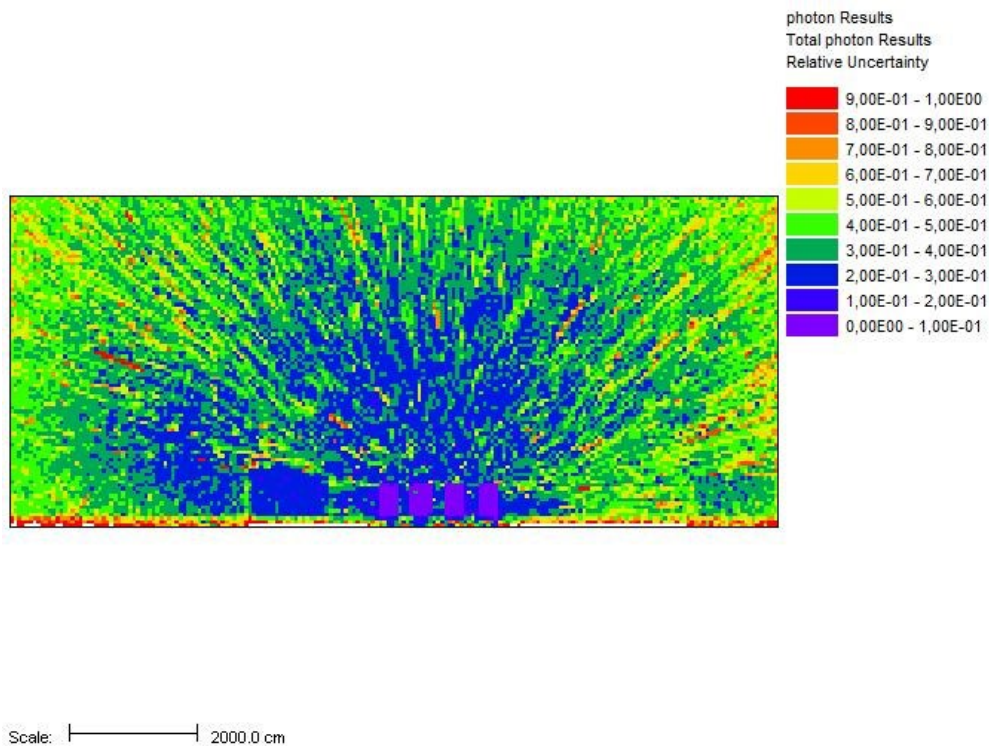 photon Results
Total photon Results
Relative Uncertainty
9,00E-01 - 1,00E00
8,00E-01 - 9,00E-01
7,00E-01 - 8,00E-01
6,00E-01 - 7,00E-01
5,00E-01 - 6,00E-01
4,00E-01 - 5,00E-01
3,00E-01 - 4,00E-01
2,00E-01 - 3,00E-01
1,00E-01 - 2,00E-01
0,00E00 - 1,00E-01
Scale: 2000.0 cm